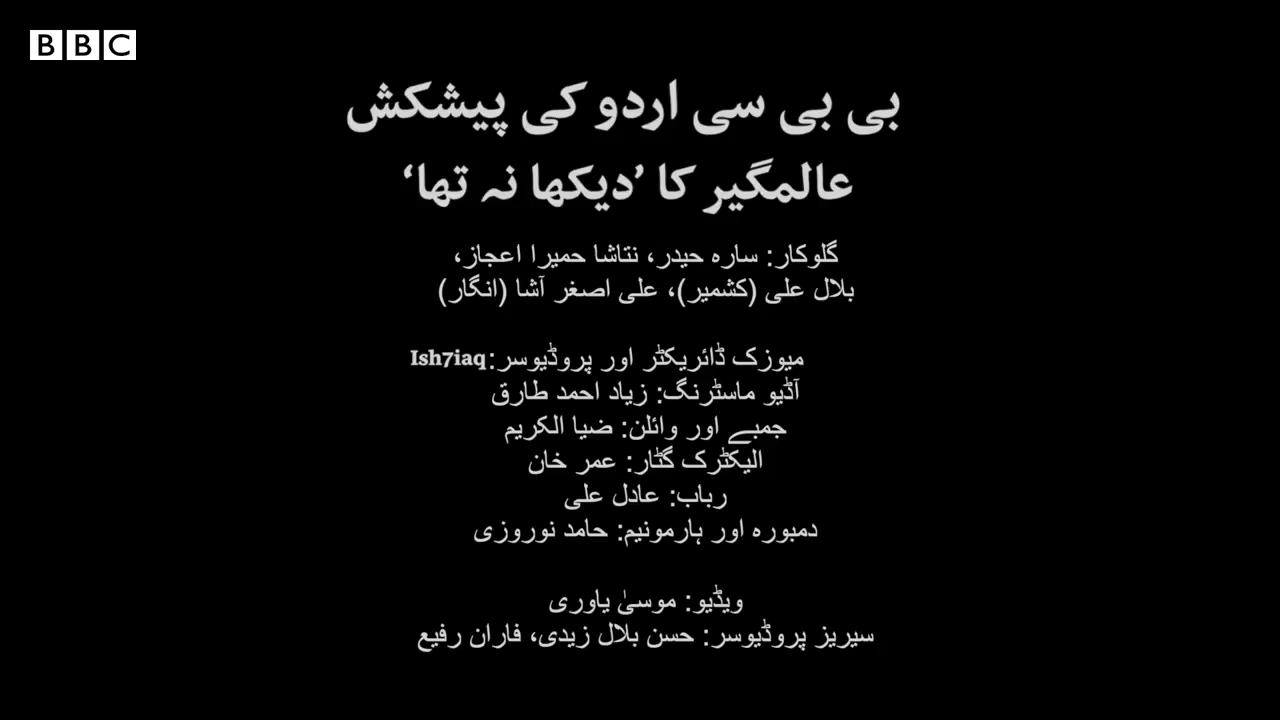 BBC
بی بی سی اردو کی پیشکش
عالمگیر کا ’دیکھا نہ تھا‘
گلوکار: سارہ حیدر، نتاشا حمیرا اعجاز،
بلال علی (کشمیر)، علی اصغر آشا (انگار)
میوزک ڈائریکٹر اور پروڈیوسر:Ish7iaq
آڈیو ماسٹرنگ: زیاد احمد طارق
جمبے اور وائلن: ضیا الکریم
الیکٹرک گٹار: عمر خان
رباب: عادل علی
دمبورہ اور ہارمونیم: حامد نوروزی
ویڈیو: موسیٰ یاوری
سیریز پروڈیوسر: حسن بلال زیدی، فاران رفیع